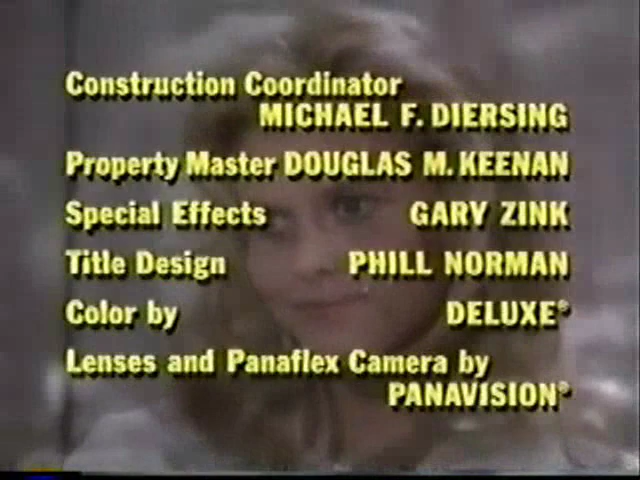 Construction Coordinator
MICHAEL F. DIERSING
Property Master DOUGLAS M. KEENAN
Special Effects GARY ZINK
Title Design PHILL NORMAN
Color by DELUXE®
Lenses and Panaflex Camera by
PANAVISION®